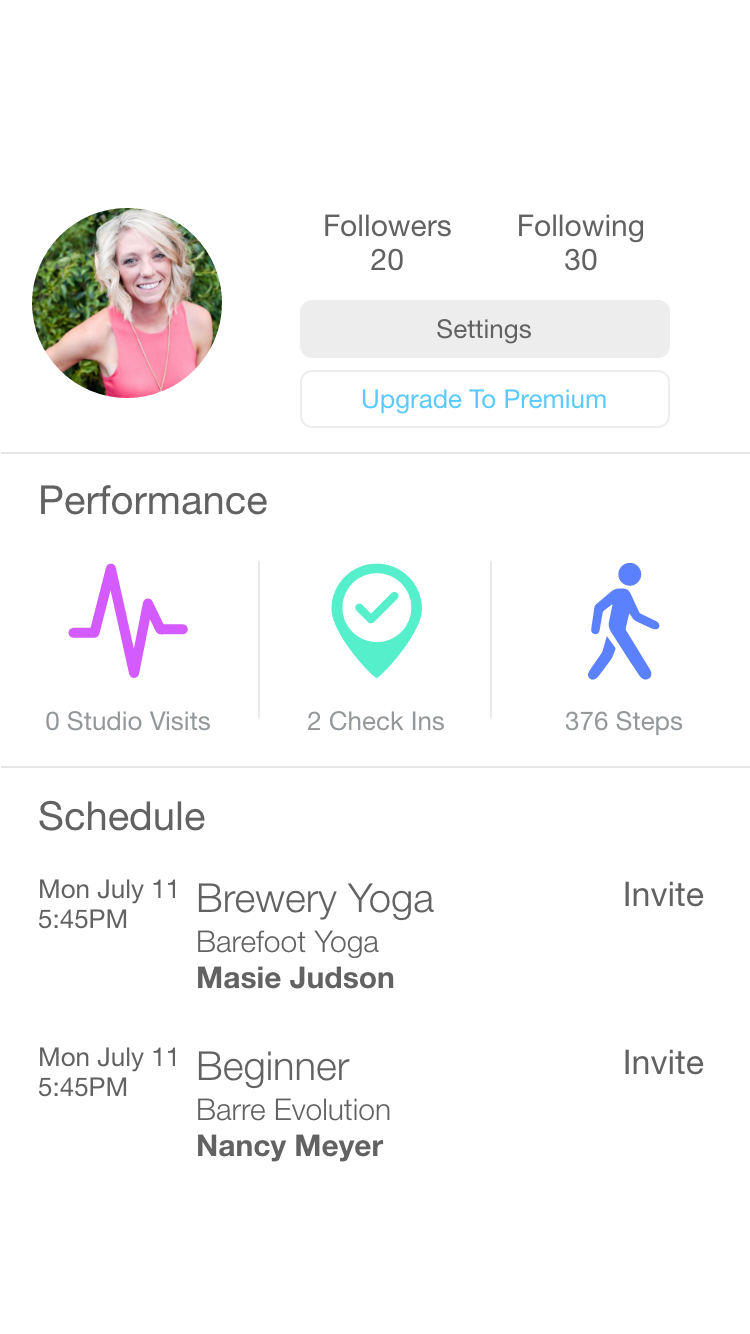 Followers
20
Following
30
Settings
Upgrade To Premium
Performance
0 Studio Visits
2 Check Ins
376 Steps
Schedule
Mon July 11
5:45PM
Brewery Yoga
Barefoot Yoga
Masie Judson
Invite
Mon July 11
5:45PM
Beginner
Barre Evolution
Nancy Meyer
Invite